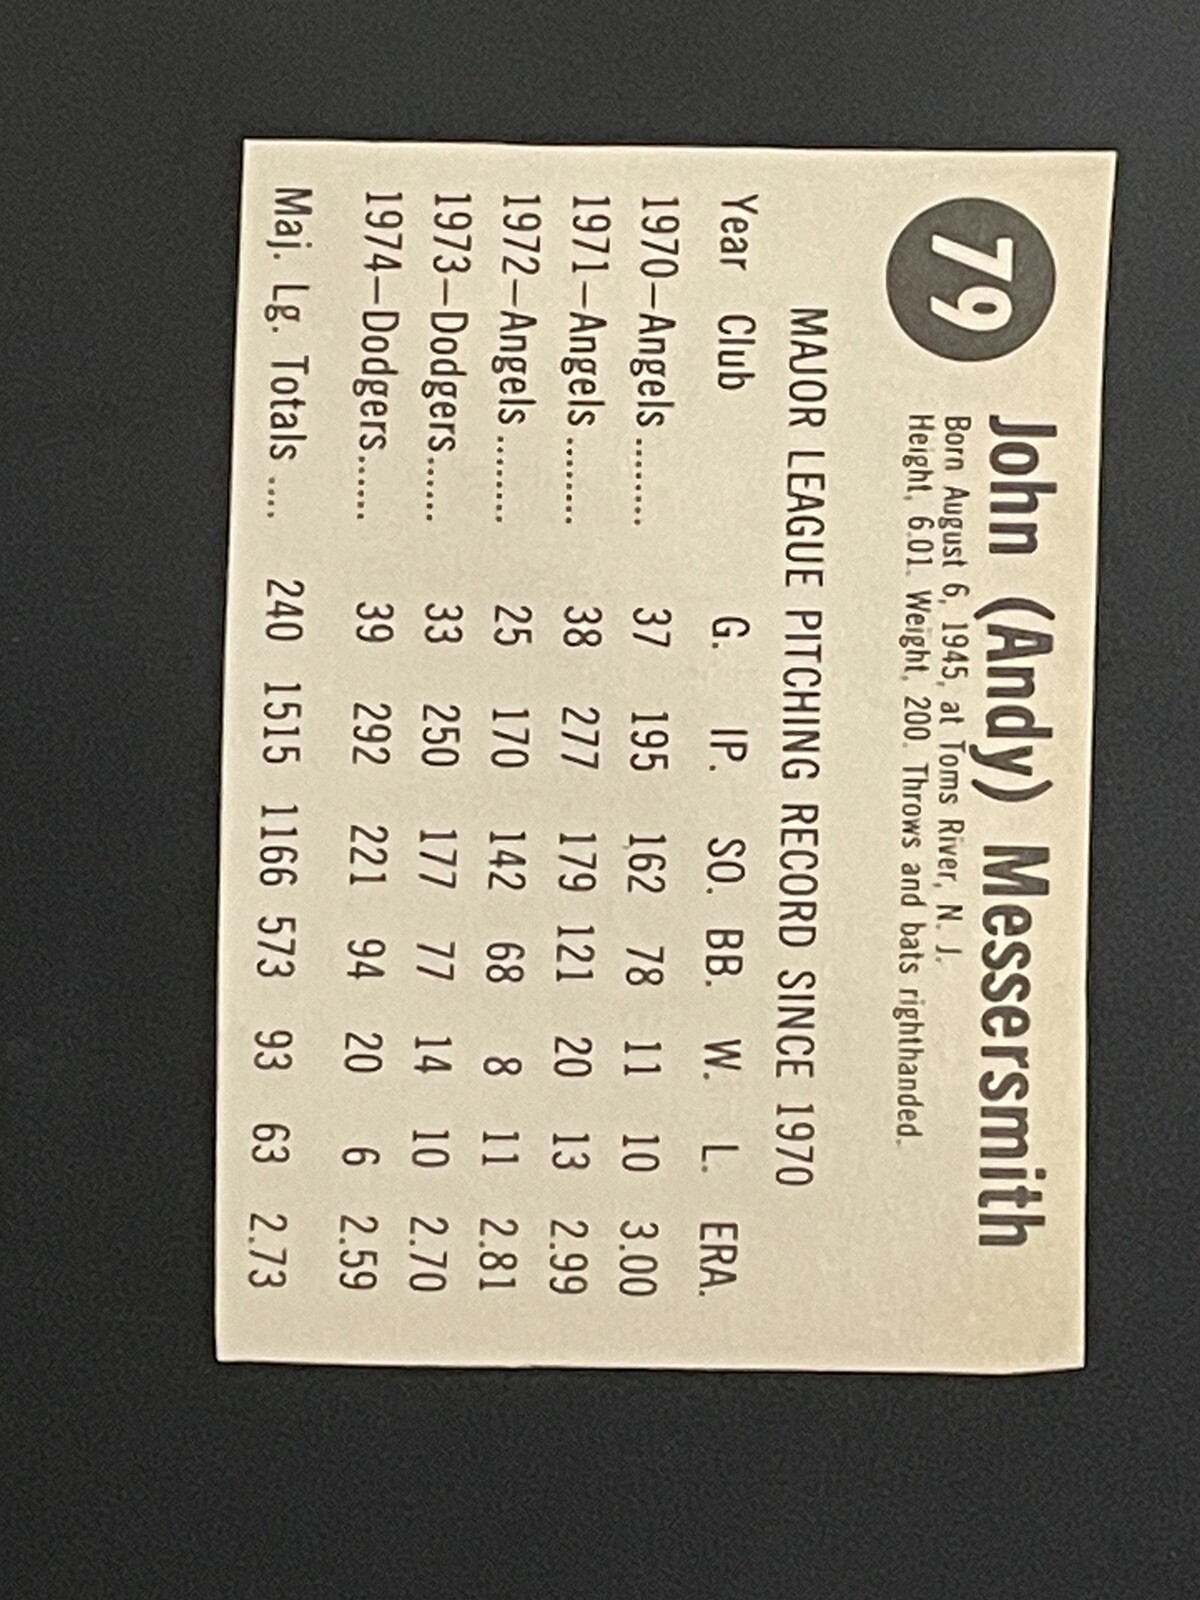 79
John (Andy) Messersmith
Born August 6, 1945, at Toms River, N. J.
Height, 6.01. Weight, 200. Throws and bats righthanded.
MAJOR LEAGUE PITCHING RECORD SINCE 1970
Year Club G. IP. SO. BB. W. L. ERA.
1970—Angels ........ 37 195 162 78 11 10 3.00
1971—Angels ........ 38 277 179 121 20 13 2.99
1972—Angels ........ 25 170 142 68 8 11 2.81
1973—Dodgers...... 33 250 177 77 14 10 2.70
1974—Dodgers...... 39 292 221 94 20 6 2.59
Maj. Lg. Totals .... 240 1515 1166 573 93 63 2.73